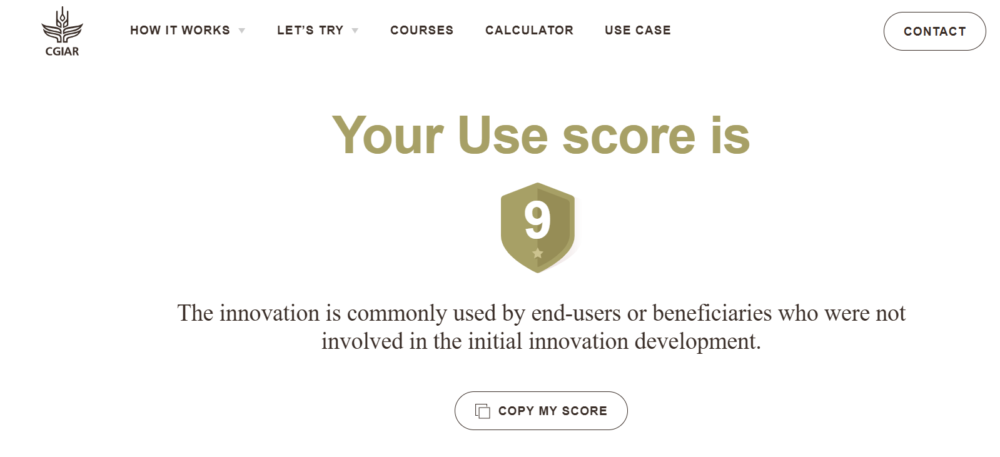 CGIAR
HOW IT WORKS
LET’S TRY
COURSES
CALCULATOR
USE CASE
CONTACT
Your Use score is
9
The innovation is commonly used by end-users or beneficiaries who were not
involved in the initial innovation development.
COPY MY SCORE